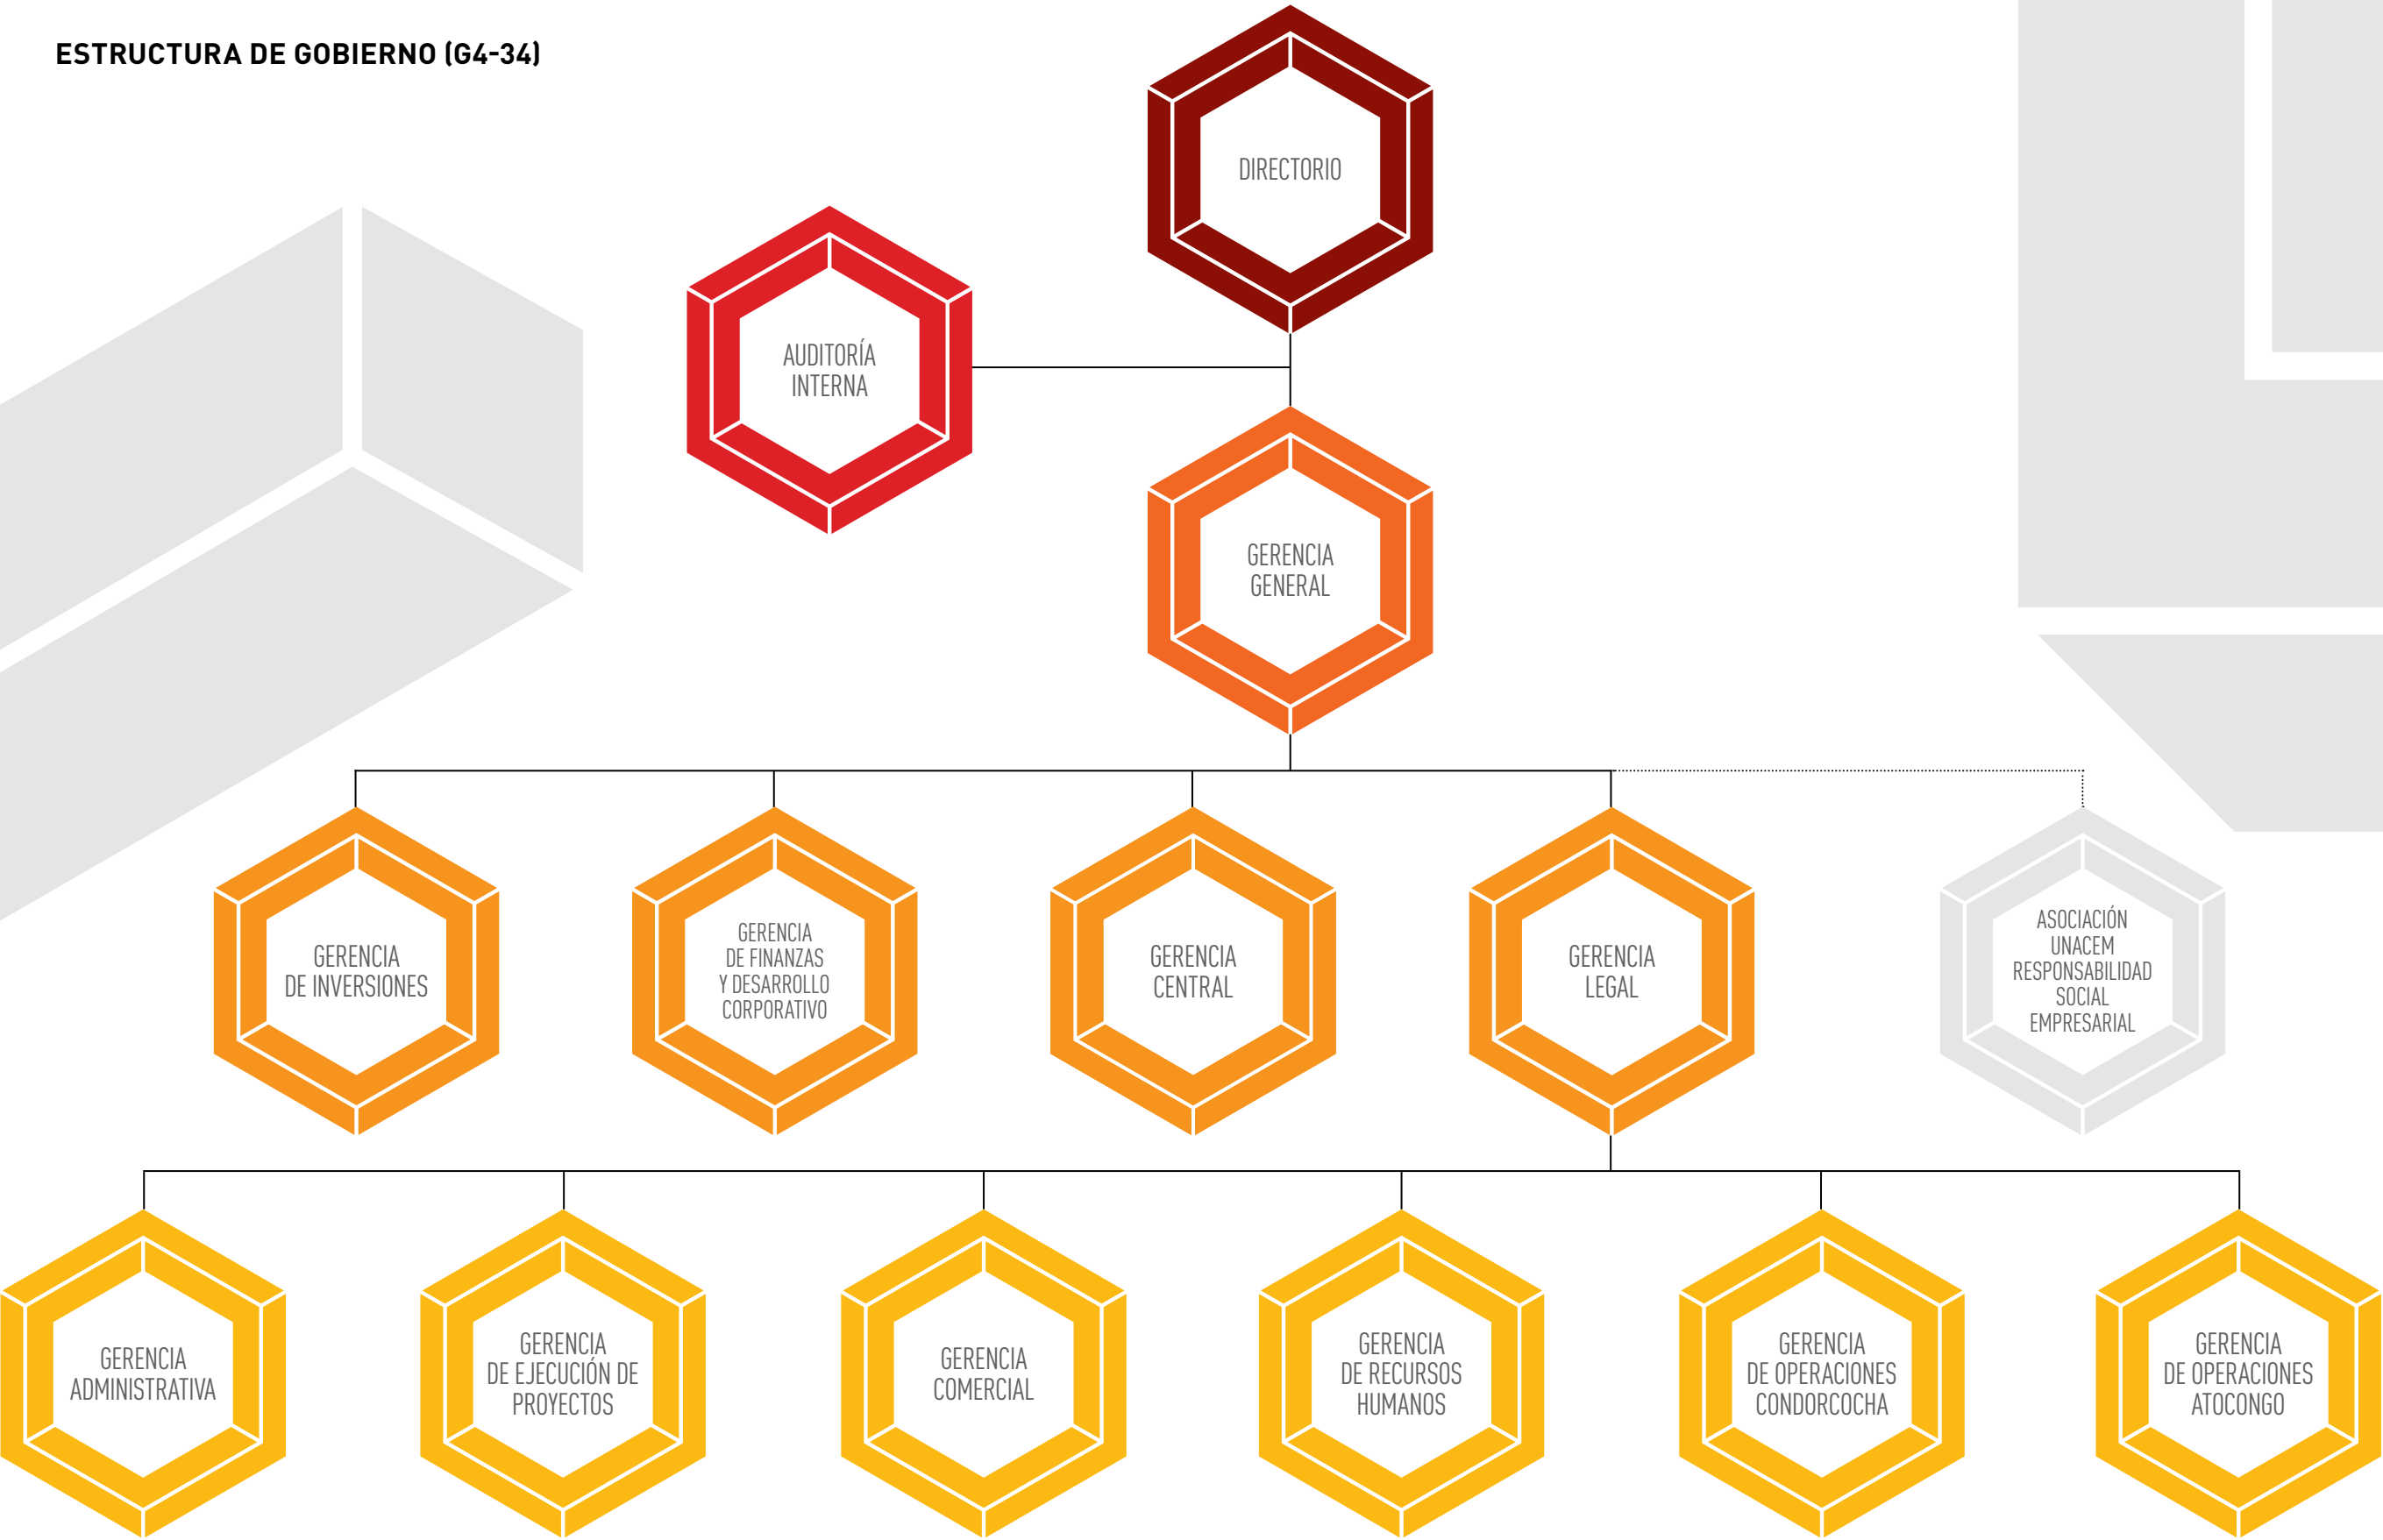 ESTRUCTURA DE GOBIERNO (G4-34)
DIRECTORIO
AUDITORÍA
INTERNA
GERENCIA
GENERAL
GERENCIA
DE INVERSIONES
GERENCIA
DE FINANZAS
Y DESARROLLO
CORPORATIVO
GERENCIA
CENTRAL
GERENCIA
LEGAL
ASOCIACIÓN
UNACEM
RESPONSABILIDAD
SOCIAL
EMPRESARIAL
GERENCIA
ADMINISTRATIVA
GERENCIA
DE EJECUCIÓN DE
PROYECTOS
GERENCIA
COMERCIAL
GERENCIA
DE RECURSOS
HUMANOS
GERENCIA
DE OPERACIONES
CONDORCOCHA
GERENCIA
DE OPERACIONES
ATOCONGO